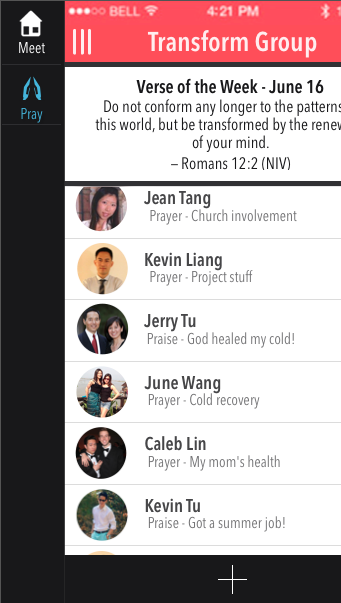 BELL 4:21 PM
Meet
Pray
Transform Group
Verse of the Week - June 16
Do not conform any longer to the patterns
this world, but be transformed by the renew
of your mind.
– Romans 12:2 (NIV)
Jean Tang
Prayer - Church involvement
Kevin Liang
Prayer - Project stuff
Jerry Tu
Praise - God healed my cold!
June Wang
Prayer - Cold recovery
Caleb Lin
Prayer - My mom's health
Kevin Tu
Praise - Got a summer job!